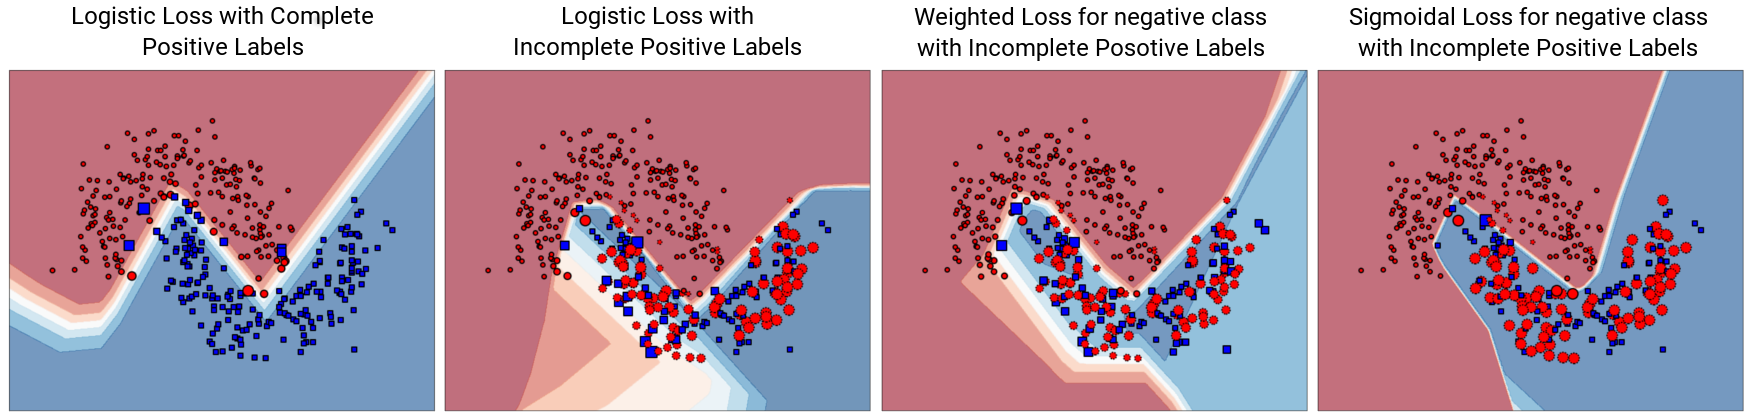 Logistic Loss with Complete
Positive Labels
Logistic Loss with
Incomplete Positive Labels
Weighted Loss for negative class
with Incomplete Posotive Labels
Sigmoidal Loss for negative class
with Incomplete Positive Labels